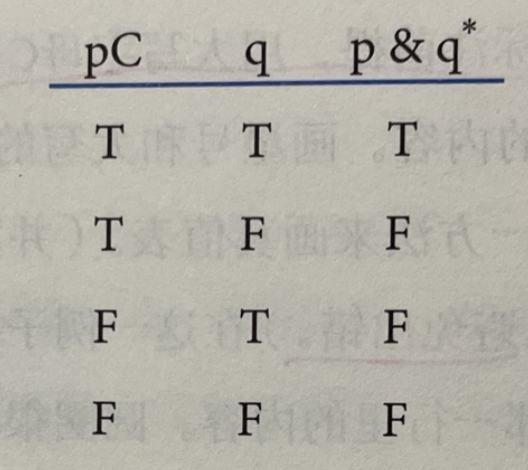 pC q p & q*
T T T
T F F
F T F
F F F